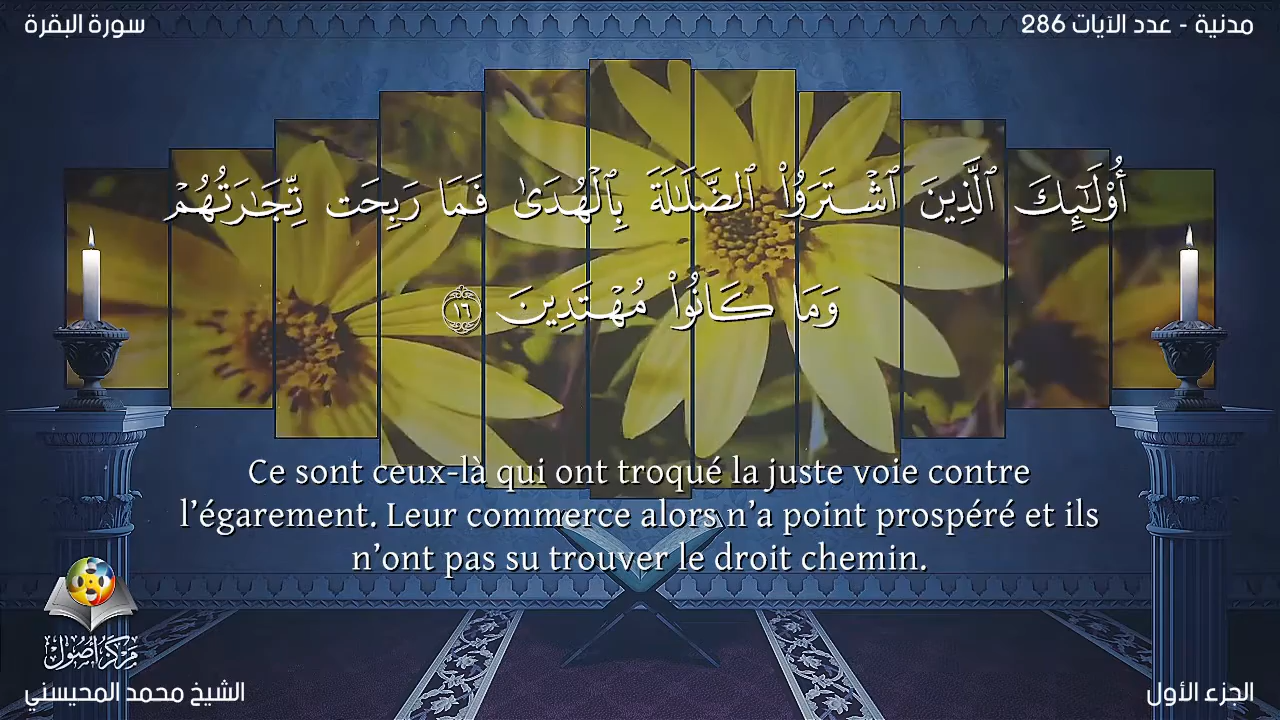 سورة البقرة
مدنية - عدد الآيات 286
أُوْلَـٰٓئِكَ ٱلَّذِينَ ٱشْتَرَوُاْ ٱلضَّلَـٰلَةَ بِٱلْهُدَىٰ فَمَا رَبِحَت تِّجَـٰرَتُهُمْ
وَمَا كَانُواْ مُهْتَدِينَ ١٦
Ce sont ceux-là qui ont troqué la juste voie contre
l’égarement. Leur commerce alors n’a point prospéré et ils
n’ont pas su trouver le droit chemin.
مركز أصول
الشيخ محمد المحيسني
الجزء الأول